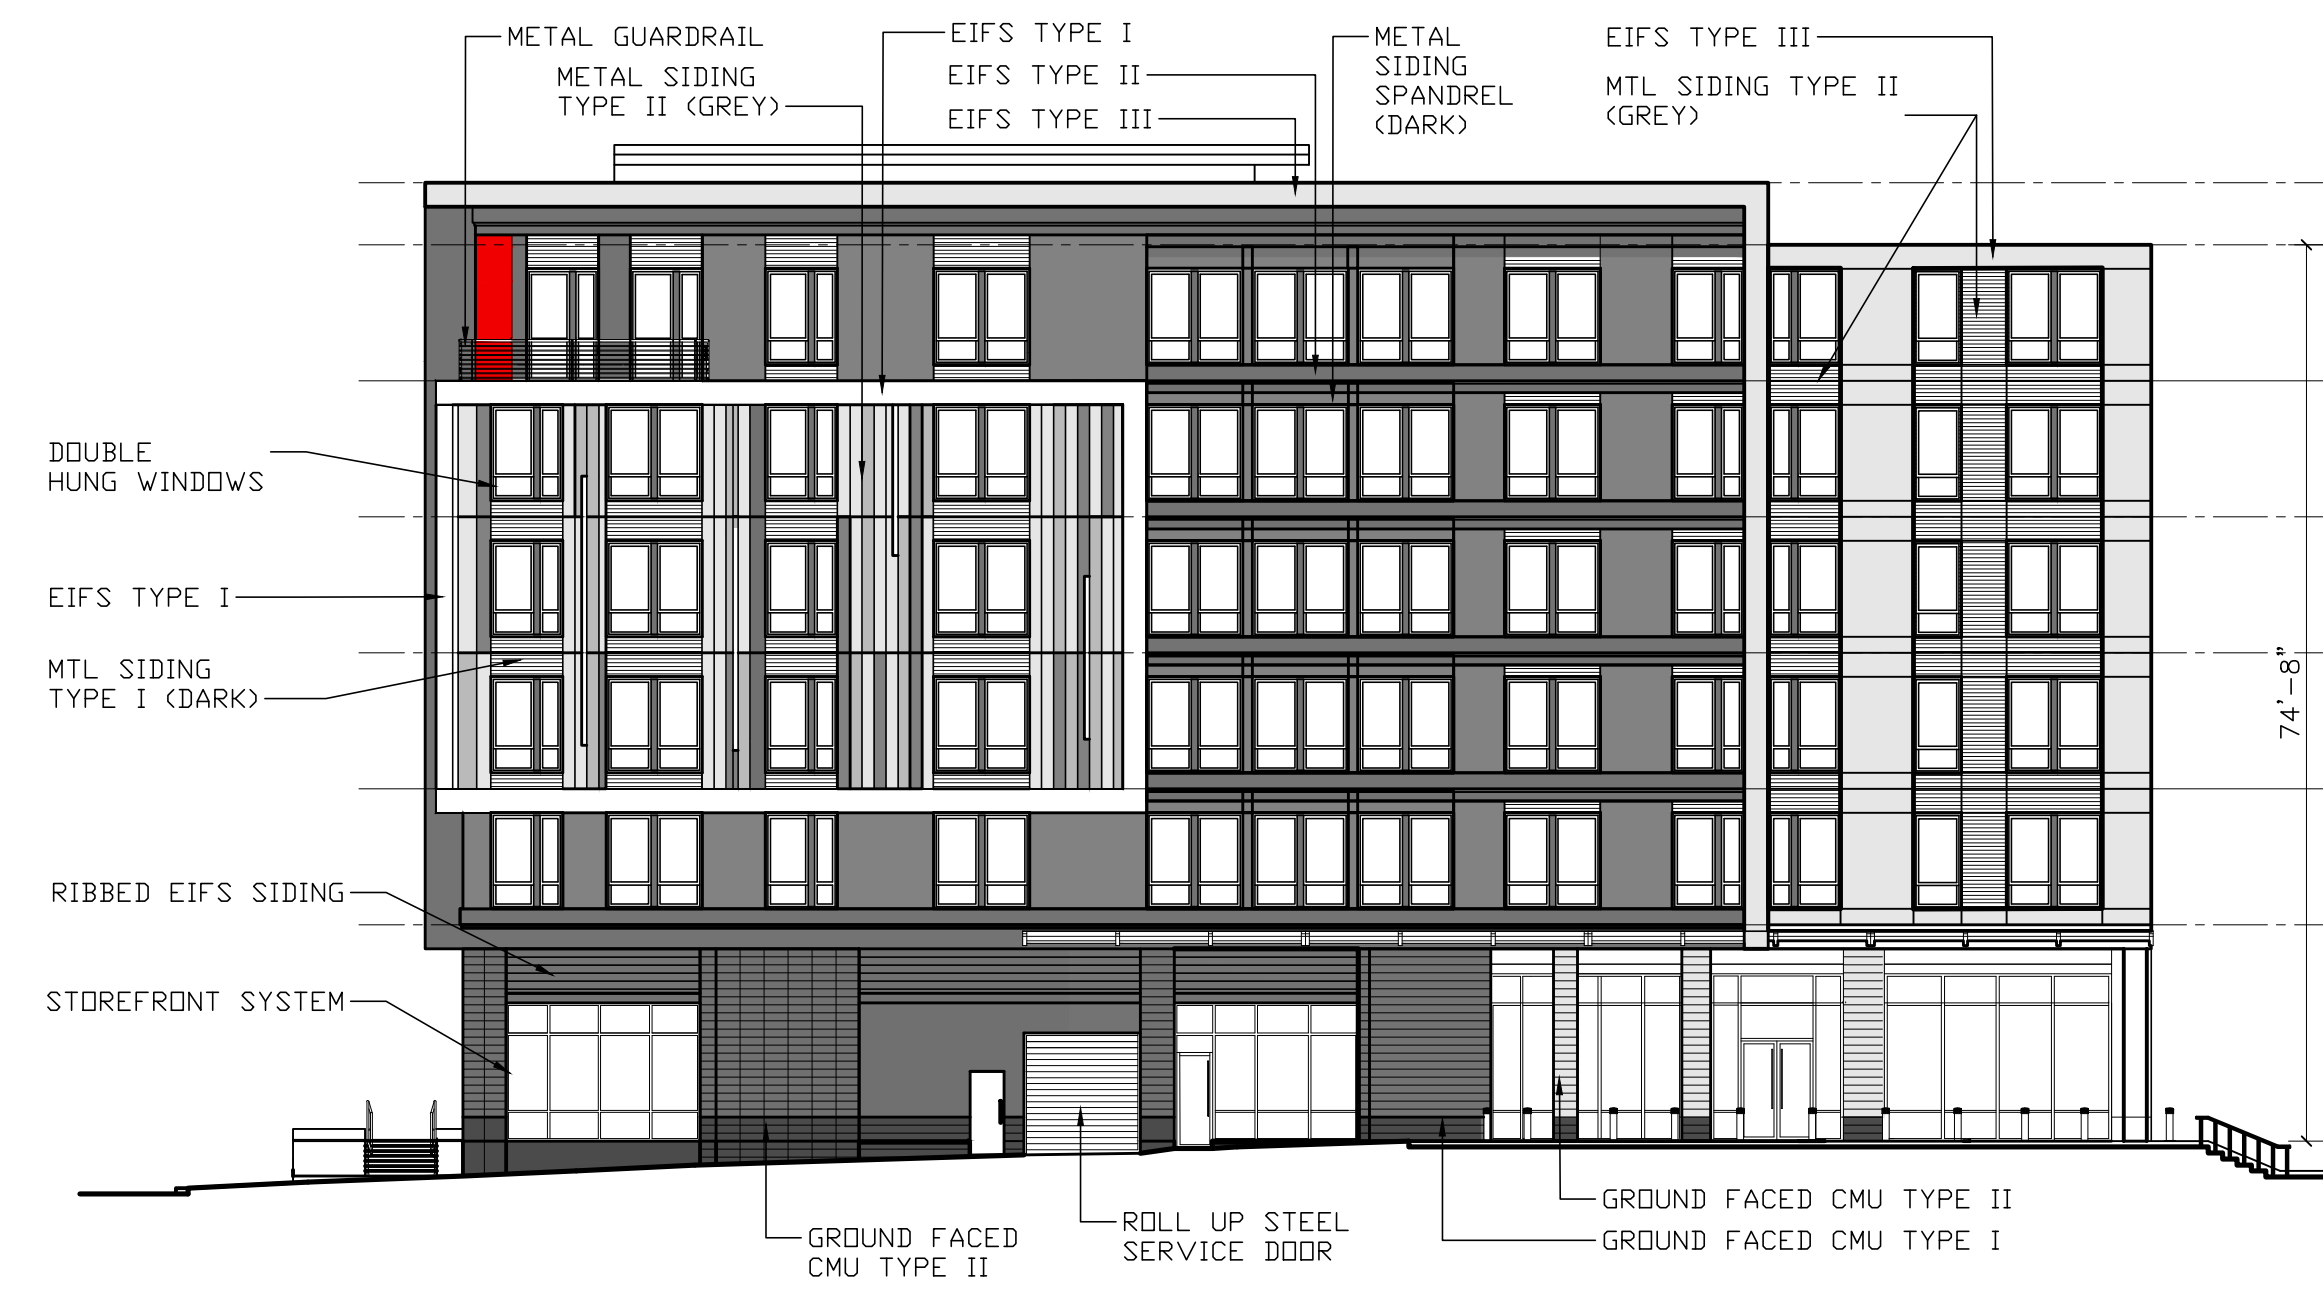 METAL GUARDRAIL
METAL SIDING
TYPE II (GREY)
EIFS TYPE I
EIFS TYPE II
EIFS TYPE III
METAL
SIDING
SPANDREL
(DARK)
EIFS TYPE III
MTL SIDING TYPE II
(GREY)
DOUBLE
HUNG WINDOWS
EIFS TYPE I
MTL SIDING
TYPE I (DARK)
RIBBED EIFS SIDING
STOREFRONT SYSTEM
74'-8"
GROUND FACED
CMU TYPE II
ROLL UP STEEL
SERVICE DOOR
GROUND FACED CMU TYPE II
GROUND FACED CMU TYPE I